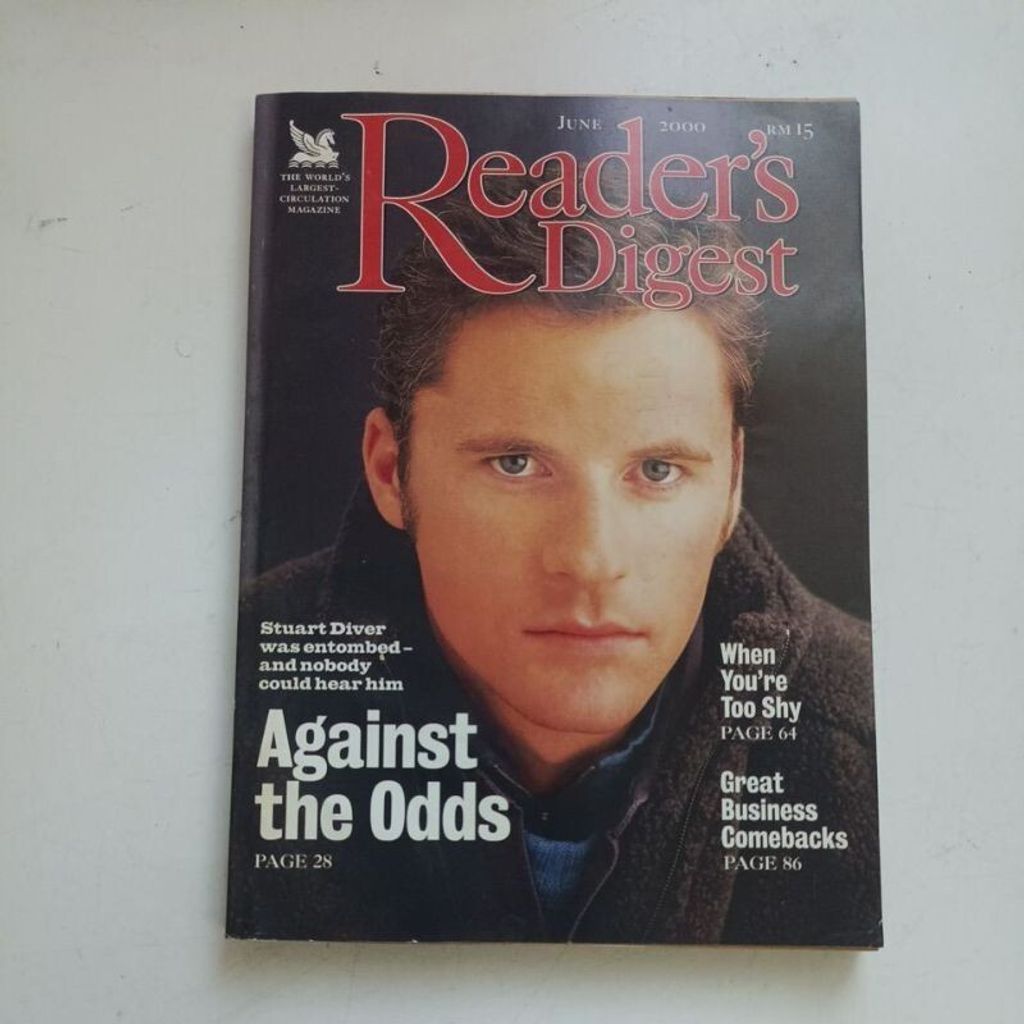 JUNE 2000 RM 15
THE WORLD'S
LARGEST-
CIRCULATION
MAGAZINE
Reader's
Digest
Stuart Diver
was entombed–
and nobody
could hear him
Against
the Odds
PAGE 28
When
You're
Too Shy
PAGE 64
Great
Business
Comebacks
PAGE 86